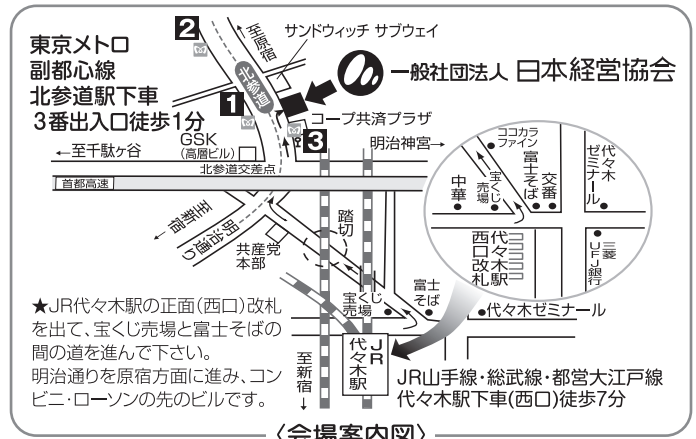 東京メトロ
副都心線
北参道駅下車
3番出入口徒歩1分
2
至原宿
サンドウィッチ サブウェイ
北参道
一般社団法人 日本経営協会
1
コープ共済プラザ
3
GSK
(高層ビル)
明治神宮→
←至千駄ヶ谷
北参道交差点
首都高速
至新宿
明治通り
共産党
本部
踏切
ココカラ
ファイン
代々木
ゼミナール
中華
宝くじ
売場
富士そば
交番
代々木駅
西口改札
三菱
UFJ銀行
宝くじ
売場
富士
そば
代々木ゼミナール
★JR代々木駅の正面(西口)改札
を出て、宝くじ売場と富士そばの
間の道を進んで下さい。
明治通りを原宿方面に進み、コン
ビニ・ローソンの先のビルです。
至新宿
↓
JR
代々木駅
JR山手線・総武線・都営大江戸線
代々木駅下車(西口)徒歩7分
〈会場案内図〉